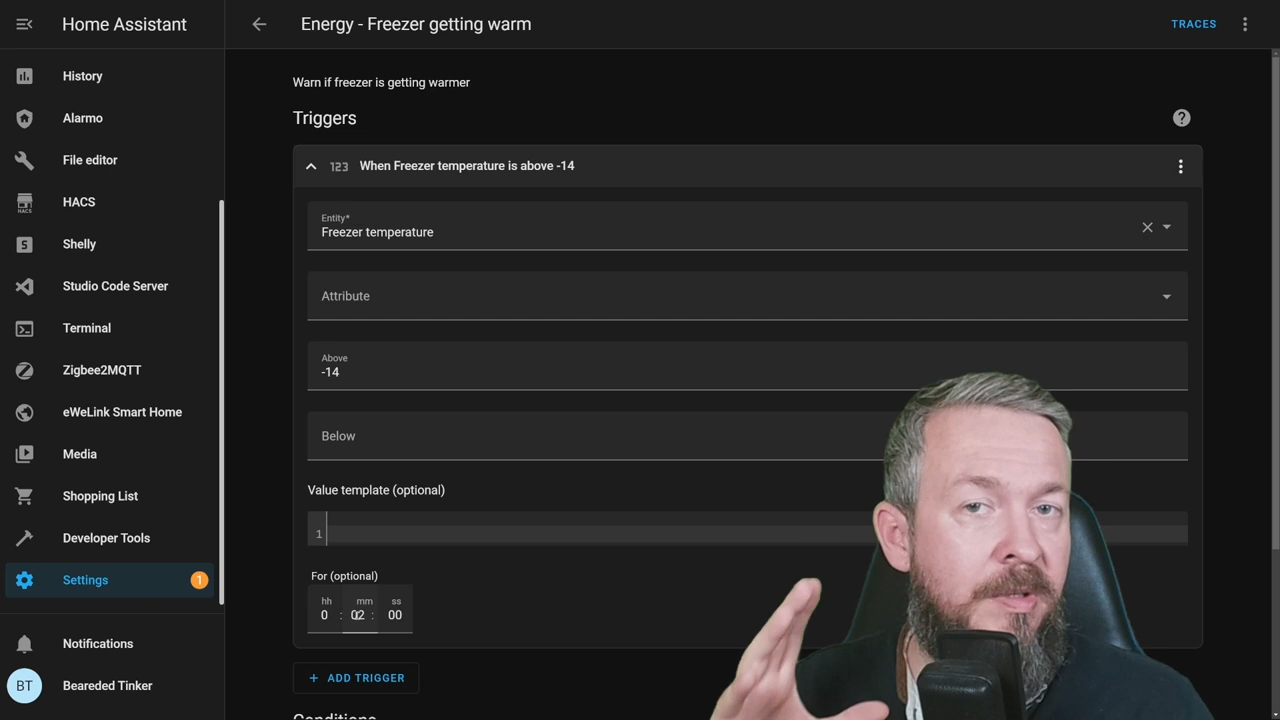 Home Assistant
Energy - Freezer getting warm
TRACES
History
Alarmo
File editor
HACS
HACS
Shelly
S
Studio Code Server
Terminal
Zigbee2MQTT
eWeLink Smart Home
Media
Shopping List
Developer Tools
Settings
1
Notifications
BT
Beareded Tinker
Warn if freezer is getting warmer
Triggers
?
123 When Freezer temperature is above -14
Entity*
Freezer temperature
Attribute
Above
-14
Below
Value template (optional)
1
For (optional)
hh mm ss
0 : 02 : 00
+ ADD TRIGGER
Conditions